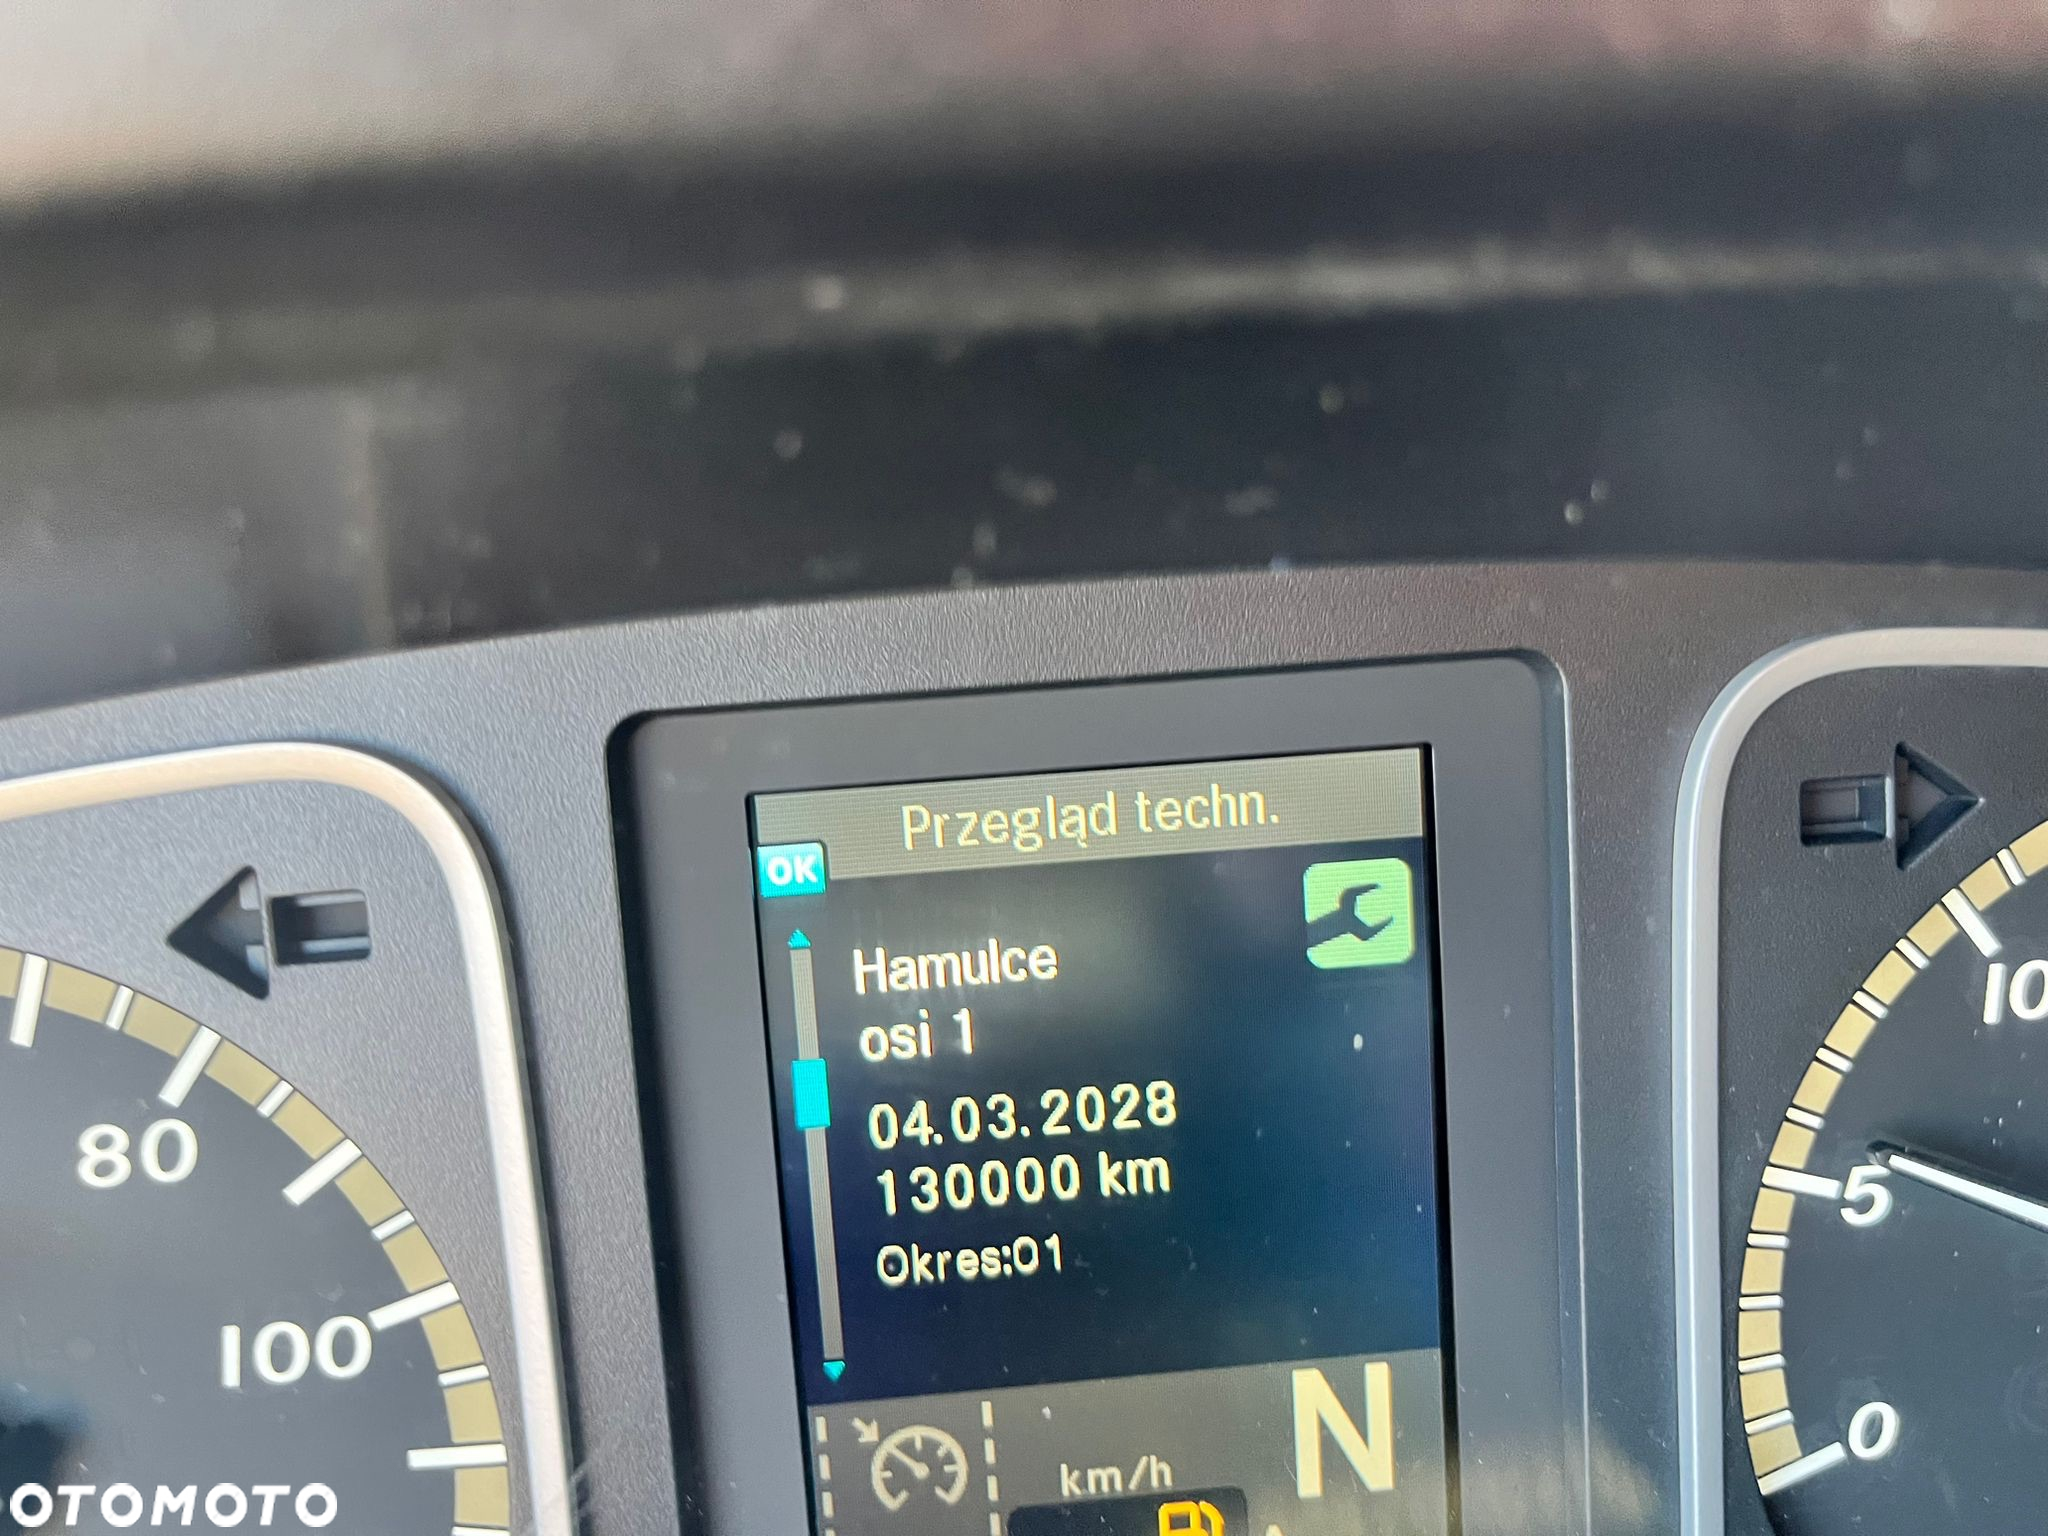 Przegląd techn.
OK
Hamulce
osi 1
04.03.2028
130000 km
Okres:01
80
100
10
5
0
km/h
N
OTOMOTO